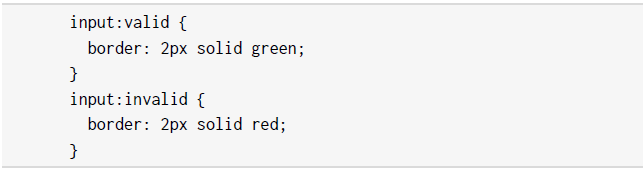 input:valid {
  border: 2px solid green;
}
input:invalid {
  border: 2px solid red;
}